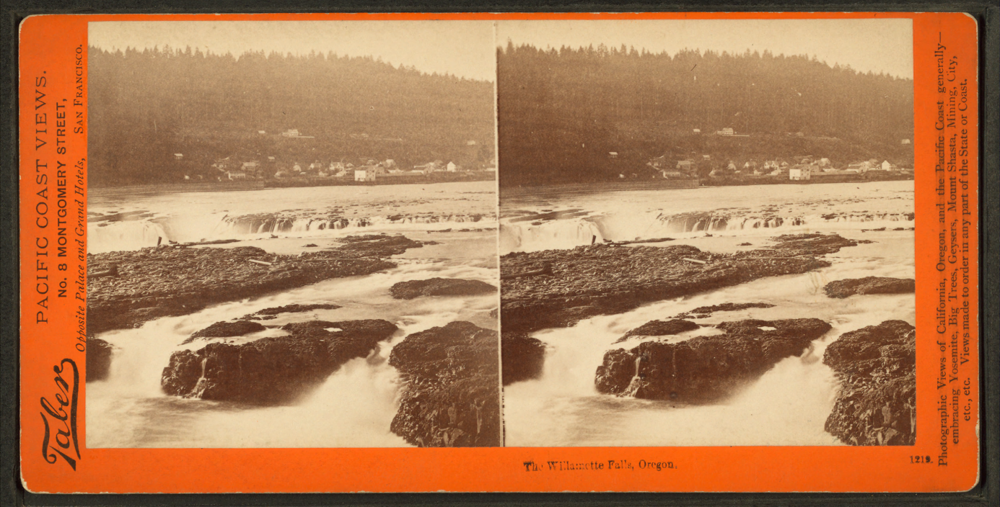 PACIFIC COAST VIEWS.
No. 8 MONTGOMERY STREET,
Opposite Palace and Grand Hotels, SAN FRANCISCO.
Taber
The Willamette Falls, Oregon.
1219.
Photographic Views of California, Oregon, and the Pacific Coast generally—
embracing Yosemite, Big Trees, Geysers, Mount Shasta, Mining, City,
etc., etc. Views made to order in any part of the State or Coast.